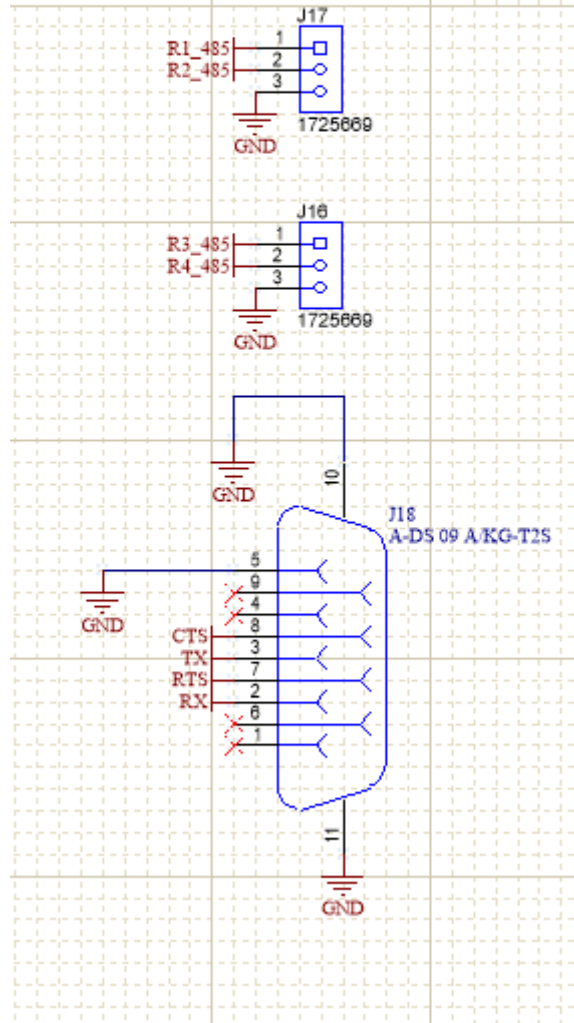 J17
R1_485 1
R2_485 2
3
1725669
GND
J16
R3_485 1
R4_485 2
3
1725669
GND
10
GND
J18
A-DS 09 A/KG-T2S
5
9
GND
4
CTS 8
TX 3
RTS 7
RX 2
6
1
11
GND